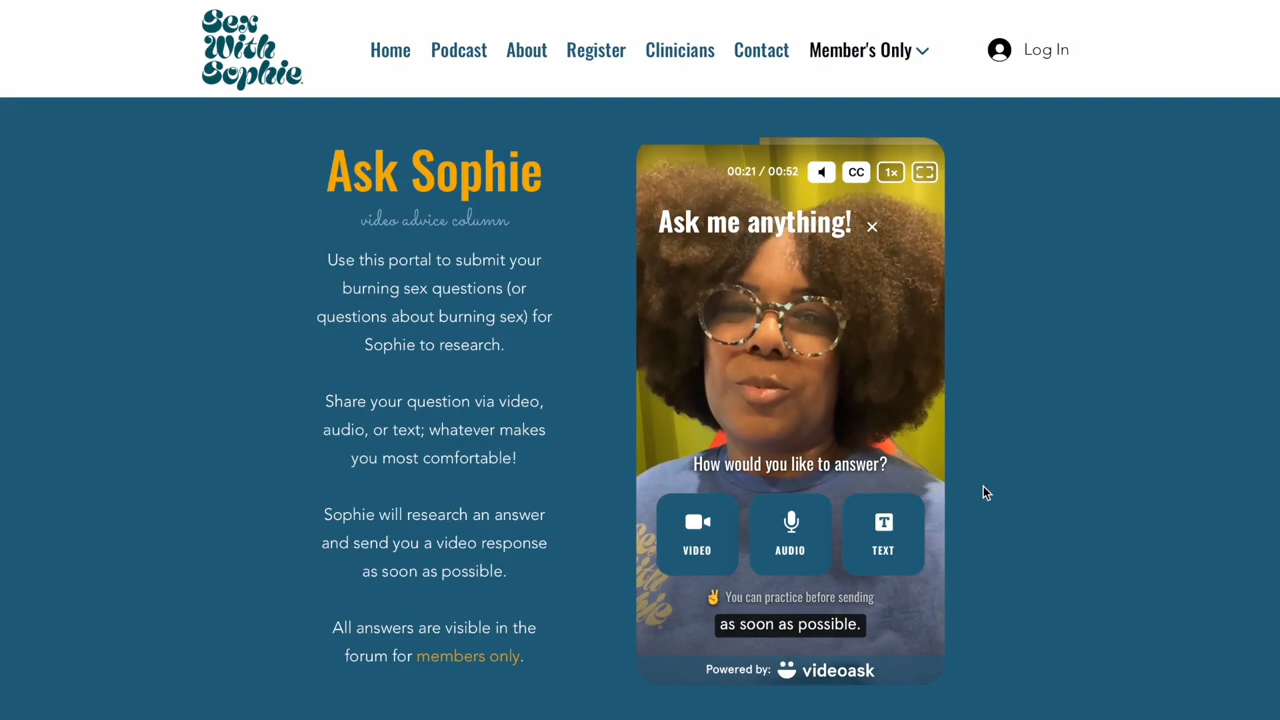 Sex
With
Sophie.
Home Podcast About Register Clinicians Contact Member's Only Log In
Ask Sophie
video advice column
Use this portal to submit your
burning sex questions (or
questions about burning sex) for
Sophie to research.
Share your question via video,
audio, or text; whatever makes
you most comfortable!
Sophie will research an answer
and send you a video response
as soon as possible.
All answers are visible in the
forum for members only.
00:21 / 00:52 CC 1x
Ask me anything!
How would you like to answer?
VIDEO AUDIO TEXT
✌️ You can practice before sending
as soon as possible.
Powered by: videoask
Sex
With